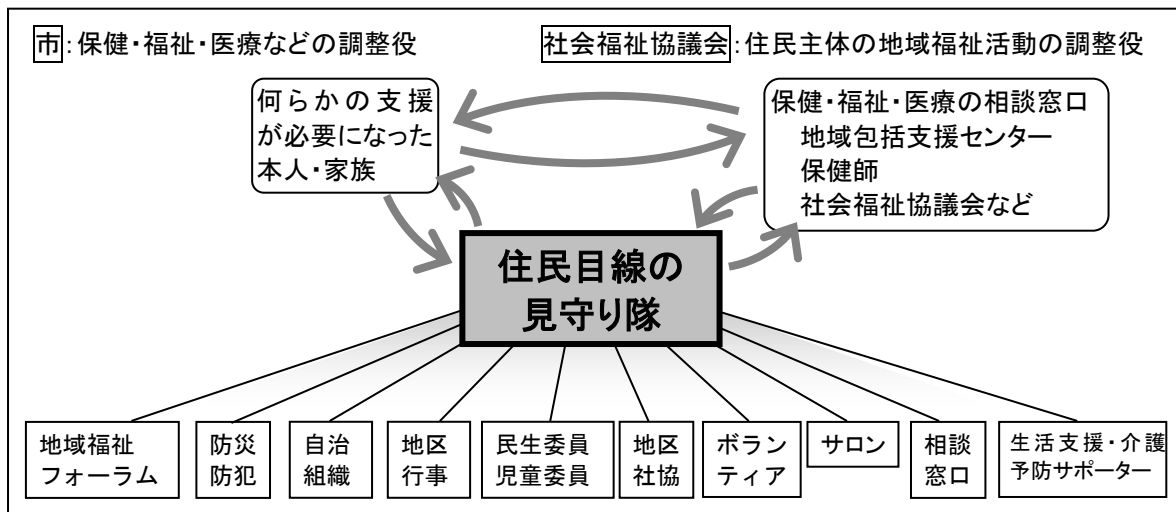 市：保健・福祉・医療などの調整役
社会福祉協議会：住民主体の地域福祉活動の調整役
何らかの支援
が必要になった
本人・家族
保健・福祉・医療の相談窓口
地域包括支援センター
保健師
社会福祉協議会など
住民目線の
見守り隊
地域福祉
フォーラム
防災
防犯
自治
組織
地区
行事
民生委員
児童委員
地区
社協
ボラン
ティア
サロン
相談
窓口
生活支援・介護
予防サポーター